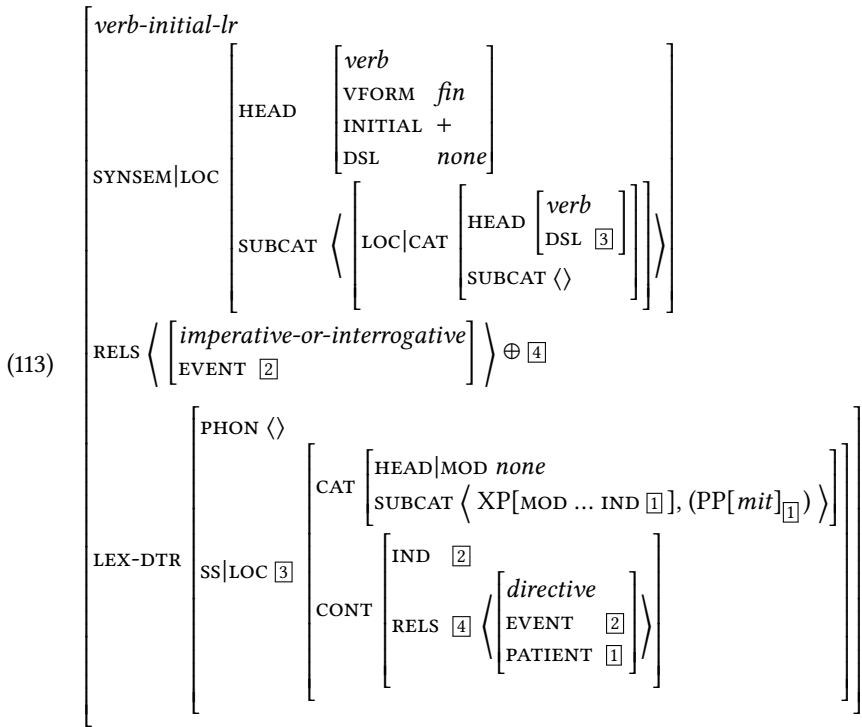 verb-initial-lr
SYNSEM|LOC
HEAD
verb
VFORM fin
INITIAL +
DSL none
SUBCAT ⟨ [LOC|CAT [HEAD [verb
DSL 3]
SUBCAT ⟨⟩]] ⟩
(113)
RELS ⟨ [imperative-or-interrogative
EVENT 2] ⟩ ⊕ 4
LEX-DTR
PHON ⟨⟩
SS|LOC 3
CAT
HEAD|MOD none
SUBCAT ⟨ XP[MOD ... IND 1], (PP[mit]1) ⟩
CONT
IND 2
RELS 4 ⟨ [directive
EVENT 2
PATIENT 1] ⟩